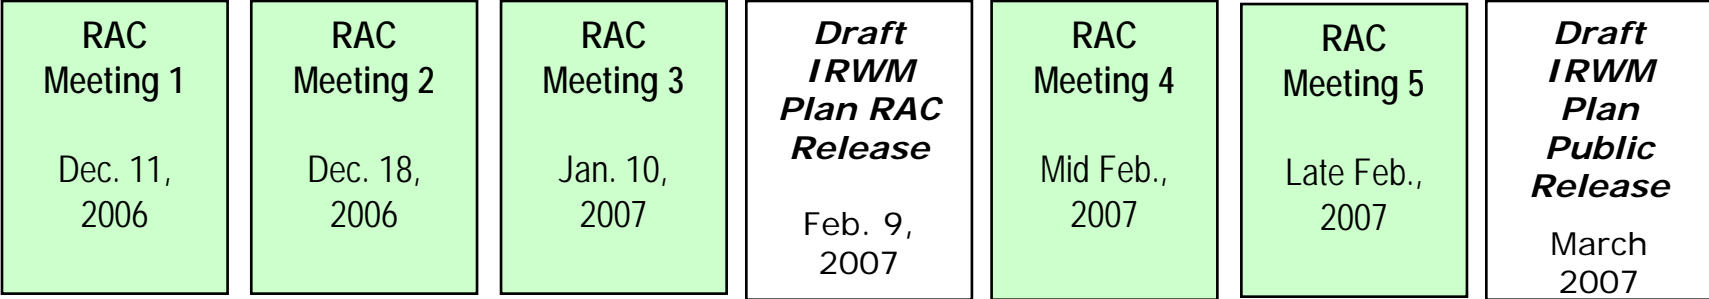 RAC
Meeting 1
Dec. 11,
2006
RAC
Meeting 2
Dec. 18,
2006
RAC
Meeting 3
Jan. 10,
2007
Draft
IRWM
Plan RAC
Release
Feb. 9,
2007
RAC
Meeting 4
Mid Feb.,
2007
RAC
Meeting 5
Late Feb.,
2007
Draft
IRWM
Plan
Public
Release
March
2007